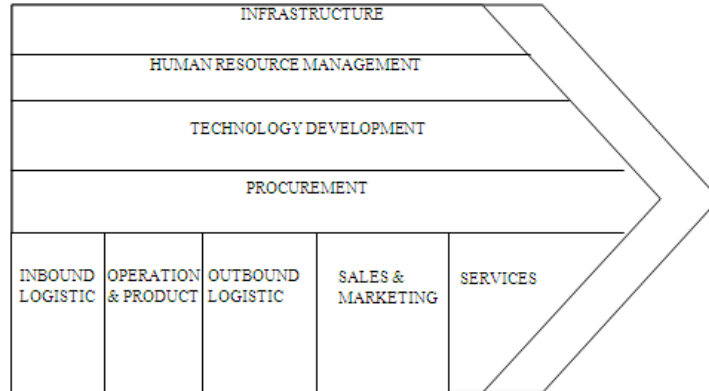 INFRASTRUCTURE
HUMAN RESOURCE MANAGEMENT
TECHNOLOGY DEVELOPMENT
PROCUREMENT
INBOUND
LOGISTIC
OPERATION
& PRODUCT
OUTBOUND
LOGISTIC
SALES &
MARKETING
SERVICES